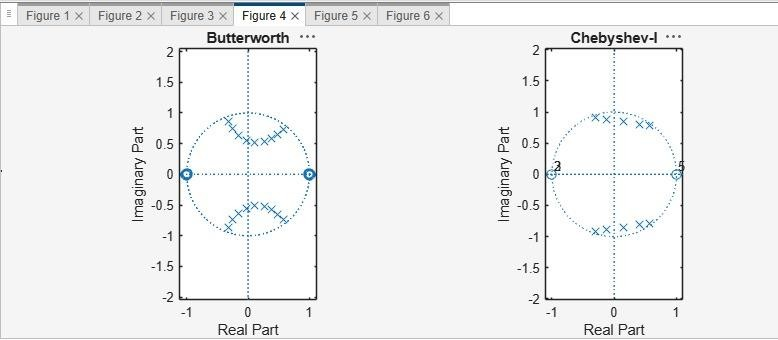 Figure 1 × Figure 2 × Figure 3 × Figure 4 × Figure 5 × Figure 6 ×
Butterworth
2
1.5
1
0.5
0
-0.5
-1
-1.5
-2
Imaginary Part
-1 0 1
Real Part
Chebyshev-I
2
1.5
1
0.5
0
-0.5
-1
-1.5
-2
Imaginary Part
5
-1 0 1
Real Part